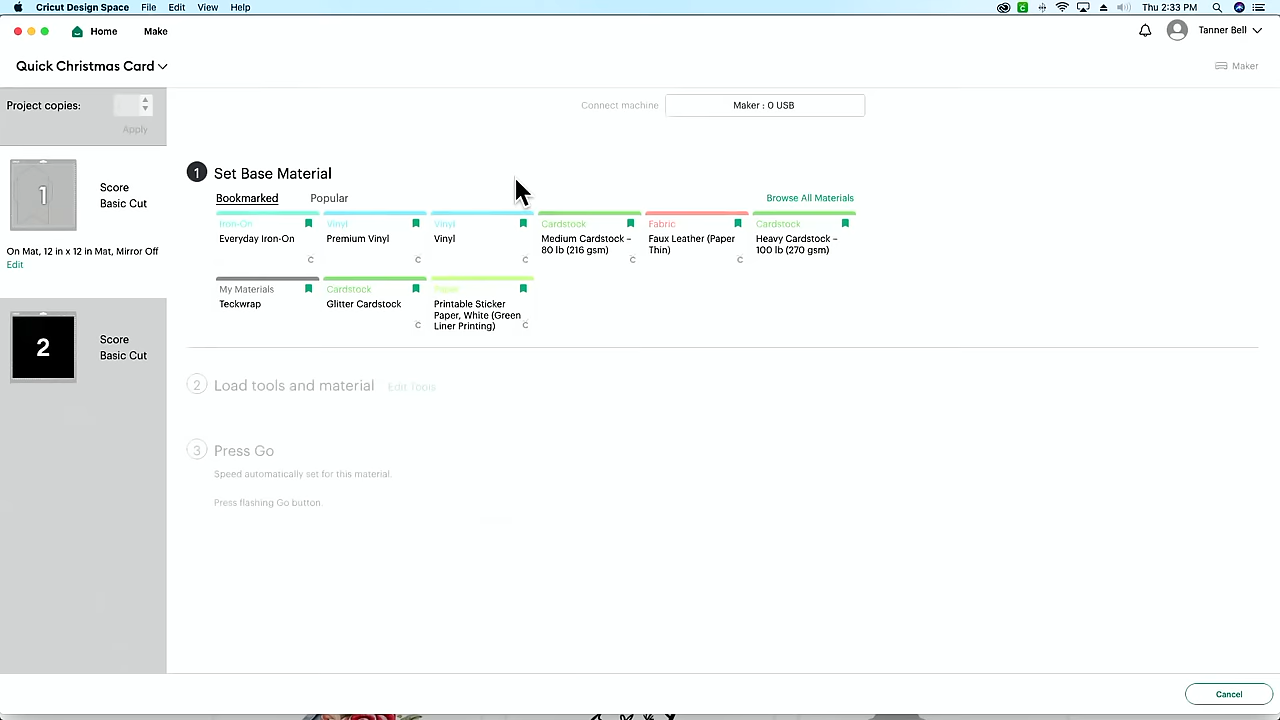 Cricut Design Space File Edit View Help Thu 2:33 PM
Home Make Tanner Bell
Quick Christmas Card Maker
Project copies:
Apply
Connect machine Maker : 0 USB
1
Score
Basic Cut
On Mat, 12 in x 12 in Mat, Mirror Off
Edit
2
Score
Basic Cut
1 Set Base Material
Bookmarked Popular Browse All Materials
Iron-On
Everyday Iron-On
C
Vinyl
Premium Vinyl
C
Vinyl
Vinyl
C
Cardstock
Medium Cardstock –
80 lb (216 gsm)
C
Fabric
Faux Leather (Paper
Thin)
C
Cardstock
Heavy Cardstock –
100 lb (270 gsm)
My Materials
Teckwrap
Cardstock
Glitter Cardstock
C
Paper
Printable Sticker
Paper, White (Green
Liner Printing)
C
2 Load tools and material Edit Tools
3 Press Go
Speed automatically set for this material.
Press flashing Go button.
Cancel